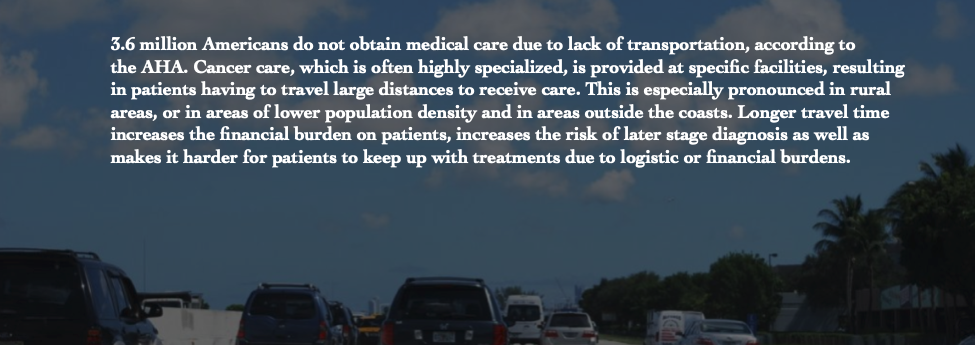 3.6 million Americans do not obtain medical care due to lack of transportation, according to
the AHA. Cancer care, which is often highly specialized, is provided at specific facilities, resulting
in patients having to travel large distances to receive care. This is especially pronounced in rural
areas, or in areas of lower population density and in areas outside the coasts. Longer travel time
increases the financial burden on patients, increases the risk of later stage diagnosis as well as
makes it harder for patients to keep up with treatments due to logistic or financial burdens.